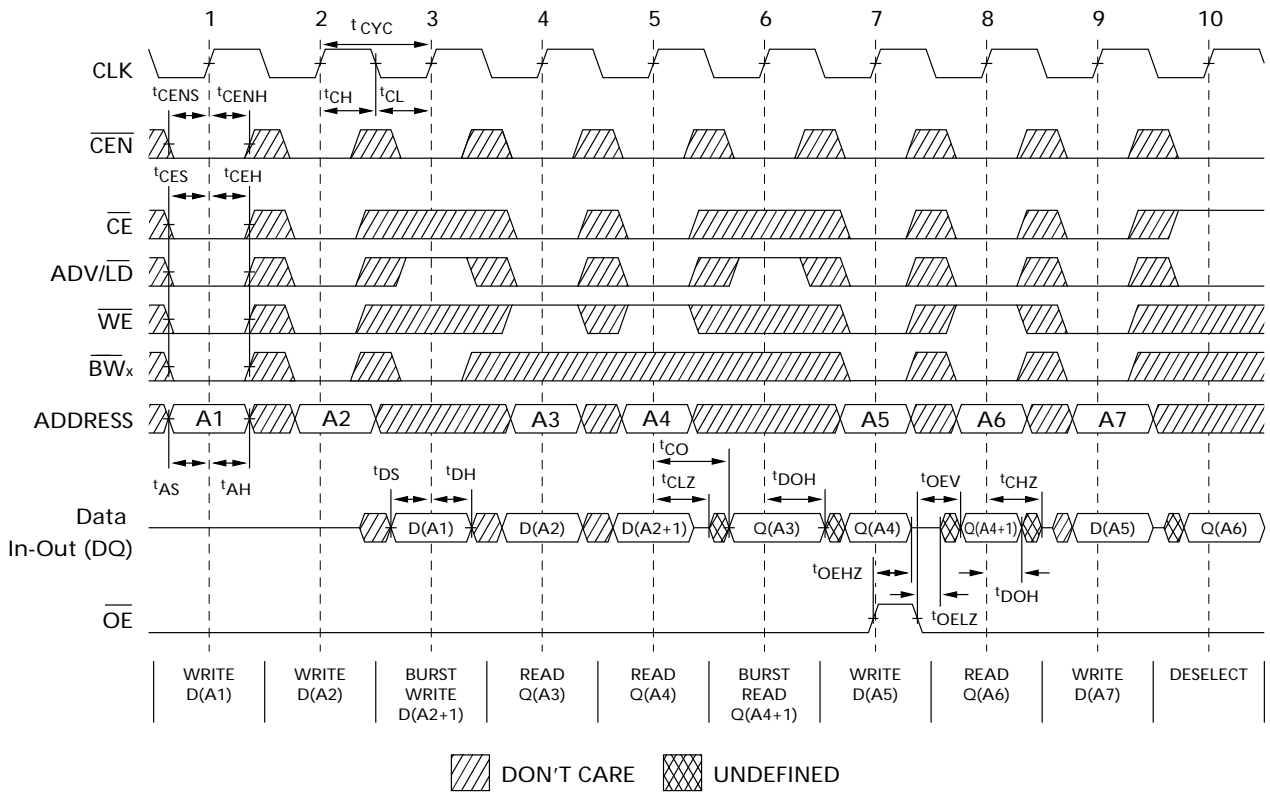 1 2 3 4 5 6 7 8 9 10
tCYC
CLK
tCENS tCENH tCH tCL
CEN
tCES tCEH
CE
ADV/LD
WE
BWx
ADDRESS A1 A2 A3 A4 A5 A6 A7
tCO
tAS tAH tDS tDH tCLZ tDOH tOEV tCHZ
Data
In-Out (DQ)
D(A1) D(A2) D(A2+1) Q(A3) Q(A4) Q(A4+1) D(A5) Q(A6)
tOEHZ tDOH
tOELZ
OE
WRITE
D(A1)
WRITE
D(A2)
BURST
WRITE
D(A2+1)
READ
Q(A3)
READ
Q(A4)
BURST
READ
Q(A4+1)
WRITE
D(A5)
READ
Q(A6)
WRITE
D(A7)
DESELECT
DON'T CARE UNDEFINED